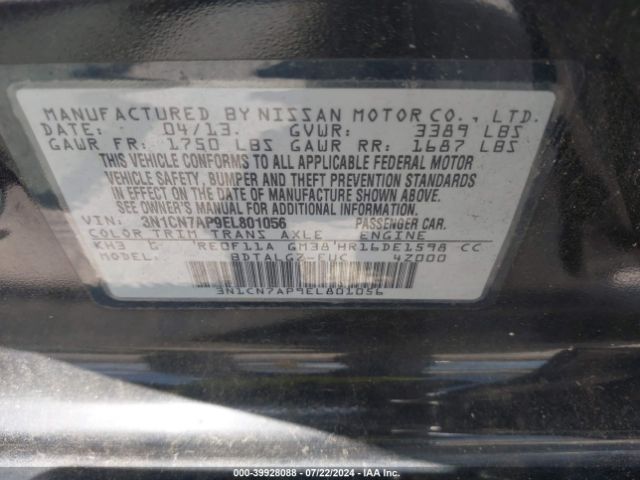 MANUFACTURED BY NISSAN MOTOR CO., LTD.
DATE: 04/13 GVWR: 3389 LBS
GAWR FR: 1750 LBS GAWR RR: 1687 LBS
THIS VEHICLE CONFORMS TO ALL APPLICABLE FEDERAL MOTOR
VEHICLE SAFETY, BUMPER AND THEFT PREVENTION STANDARDS
IN EFFECT ON THE DATE OF MANUFACTURE SHOWN ABOVE.
SEE OWNER'S MANUAL FOR ADDITIONAL INFORMATION.
VIN: 3N1CN7AP9EL801056 PASSENGER CAR.
COLOR TRIM TRANS AXLE ENGINE
KH3 G RE0F11A GM38 HR16DE1598 CC
MODEL: BDTALGZ-EUC 42000
3N1CN7AP9EL801056
000-39928088 - 07/22/2024 - IAA Inc.